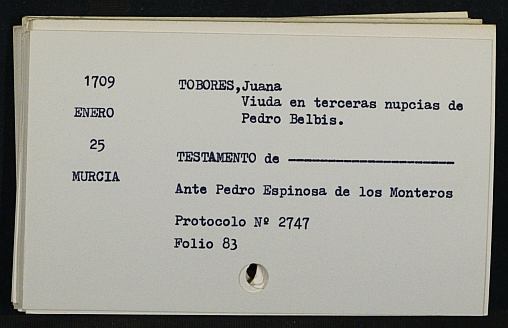 1709
ENERO
25
MURCIA
TOBORES,Juana
Viuda en terceras nupcias de
Pedro Belbis.
TESTAMENTO de ------------------------
Ante Pedro Espinosa de los Monteros
Protocolo Nº 2747
Folio 83